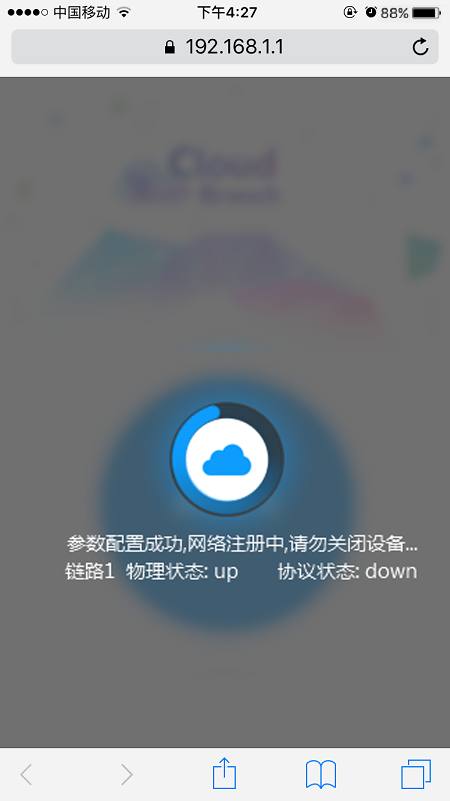 中国移动 下午4:27 88%
192.168.1.1
Cloud
Branch
参数配置成功,网络注册中,请勿关闭设备...
链路1 物理状态: up 协议状态: down